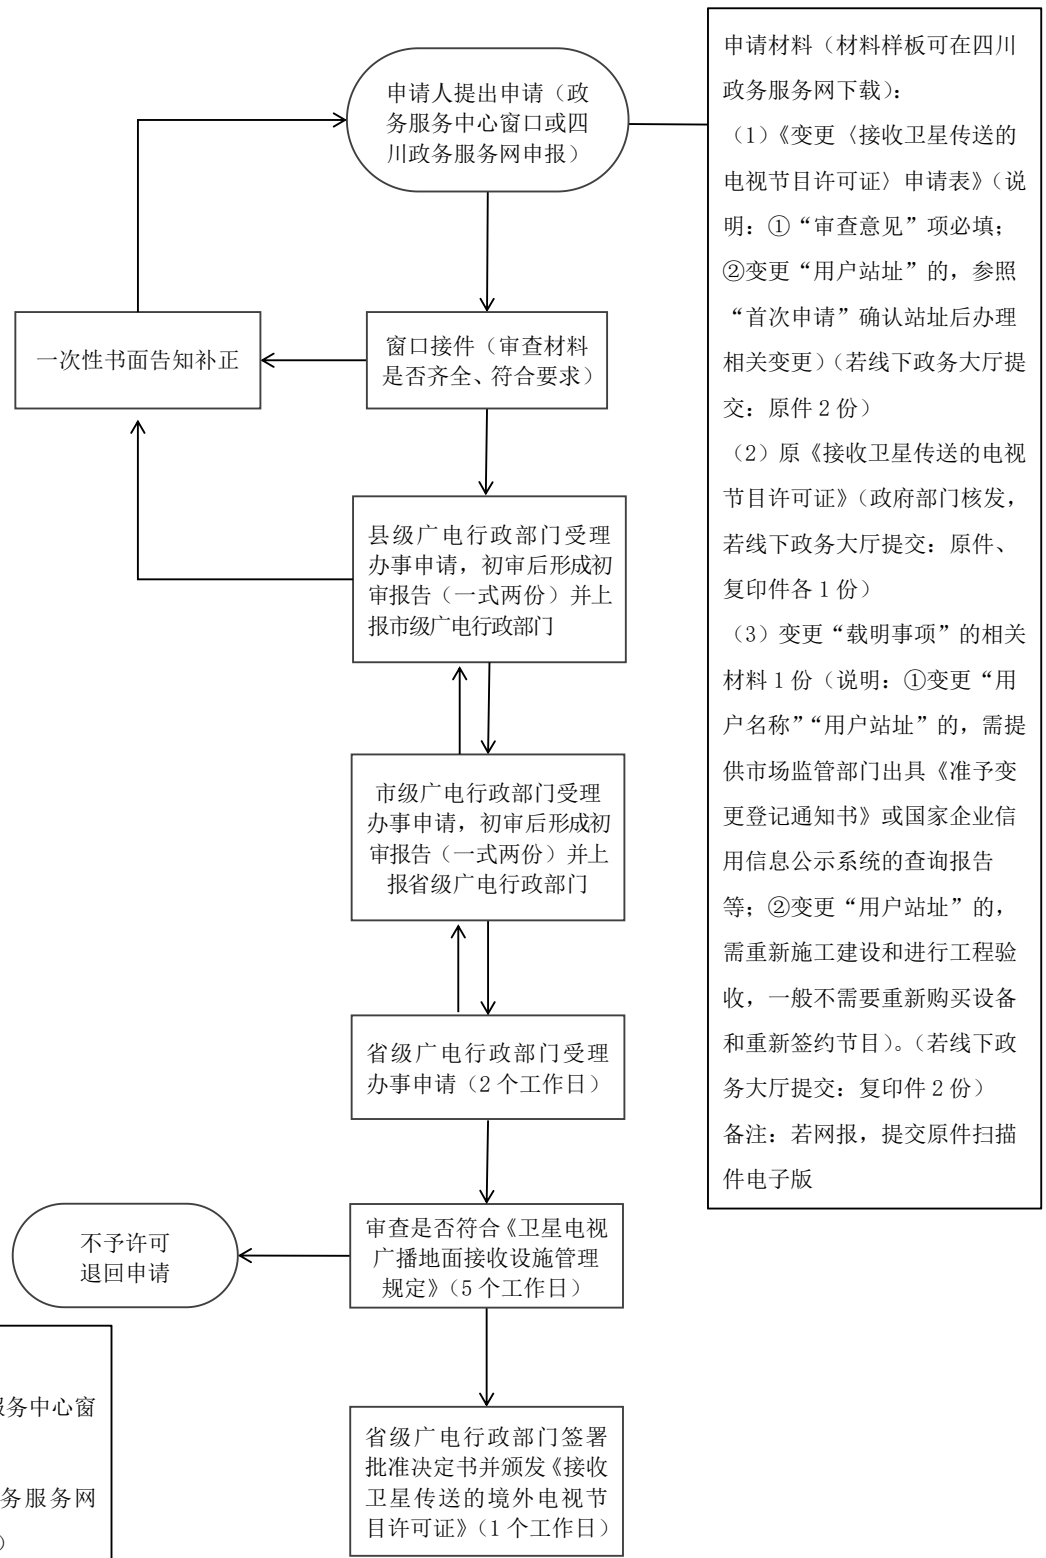 申请人提出申请（政
务服务中心窗口或四
川政务服务网申报）
申请材料（材料样板可在四川
政务服务网下载）：
（1）《变更〈接收卫星传送的
电视节目许可证〉申请表》（说
明：①“审查意见”项必填；
②变更“用户站址”的，参照
“首次申请”确认站址后办理
相关变更）（若线下政务大厅提
交：原件 2 份）
（2）原《接收卫星传送的电视
节目许可证》（政府部门核发，
若线下政务大厅提交：原件、
复印件各 1 份）
（3）变更“载明事项”的相关
材料 1 份（说明：①变更“用
户名称”“用户站址”的，需提
供市场监管部门出具《准予变
更登记通知书》或国家企业信
用信息公示系统的查询报告
等；②变更“用户站址”的，
需重新施工建设和进行工程验
收，一般不需要重新购买设备
和重新签约节目）。（若线下政
务大厅提交：复印件 2 份）
备注：若网报，提交原件扫描
件电子版
一次性书面告知补正
窗口接件（审查材料
是否齐全、符合要求）
县级广电行政部门受理
办事申请，初审后形成初
审报告（一式两份）并上
报市级广电行政部门
市级广电行政部门受理
办事申请，初审后形成初
审报告（一式两份）并上
报省级广电行政部门
省级广电行政部门受理
办事申请（2 个工作日）
审查是否符合《卫星电视
广播地面接收设施管理
规定》（5 个工作日）
不予许可
退回申请
省级广电行政部门签署
批准决定书并颁发《接收
卫星传送的境外电视节
目许可证》（1 个工作日）
服务中心窗
务服务网
）